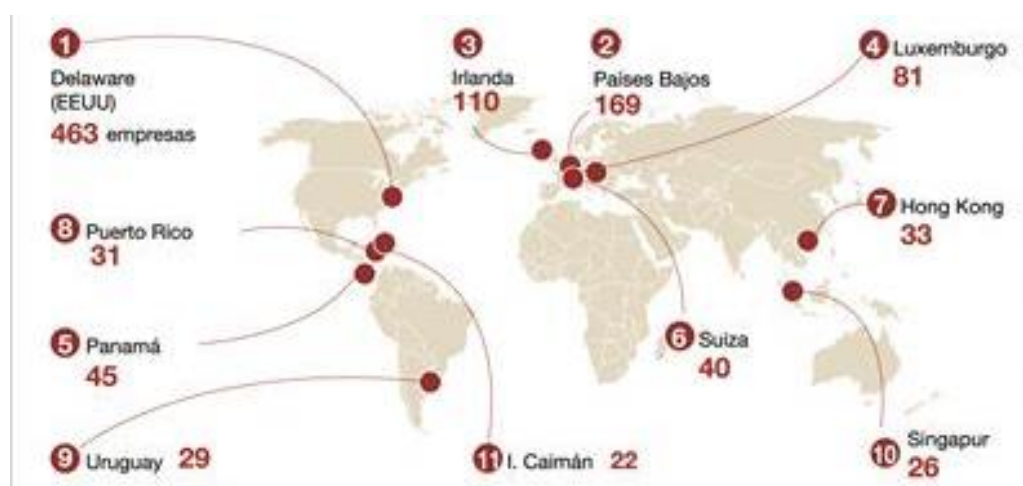 1
Delaware
(EEUU)
463 empresas
3
Irlanda
110
2
Países Bajos
169
4 Luxemburgo
81
8 Puerto Rico
31
7 Hong Kong
33
5 Panamá
45
6 Suiza
40
9 Uruguay 29
11 I. Caimán 22
10 Singapur
26